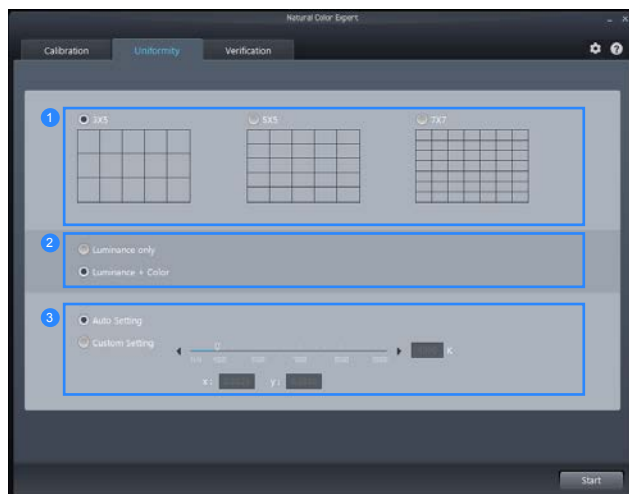 Natural Color Expert
Calibration Uniformity Verification
1 3X5 5X5 7X7
2 Luminance only
Luminance + Color
3 Auto Setting
Custom Setting
K
x: y:
Start